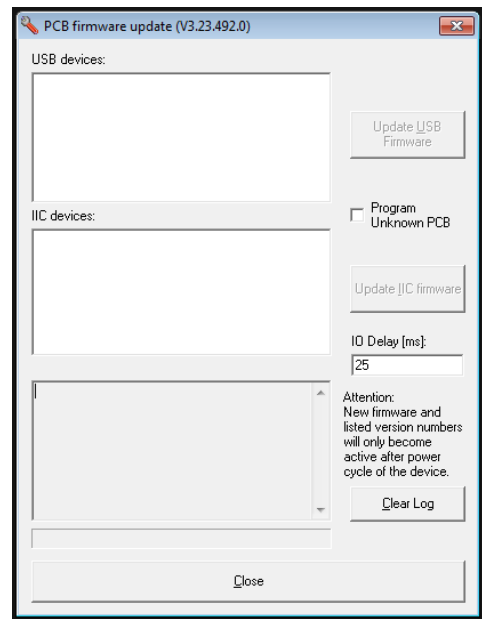 PCB firmware update (V3.23.492.0)
USB devices:
Update USB
Firmware
Program
Unknown PCB
IIC devices:
Update IIC firmware
IO Delay [ms]:
25
Attention:
New firmware and
listed version numbers
will only become
active after power
cycle of the device.
Clear Log
Close